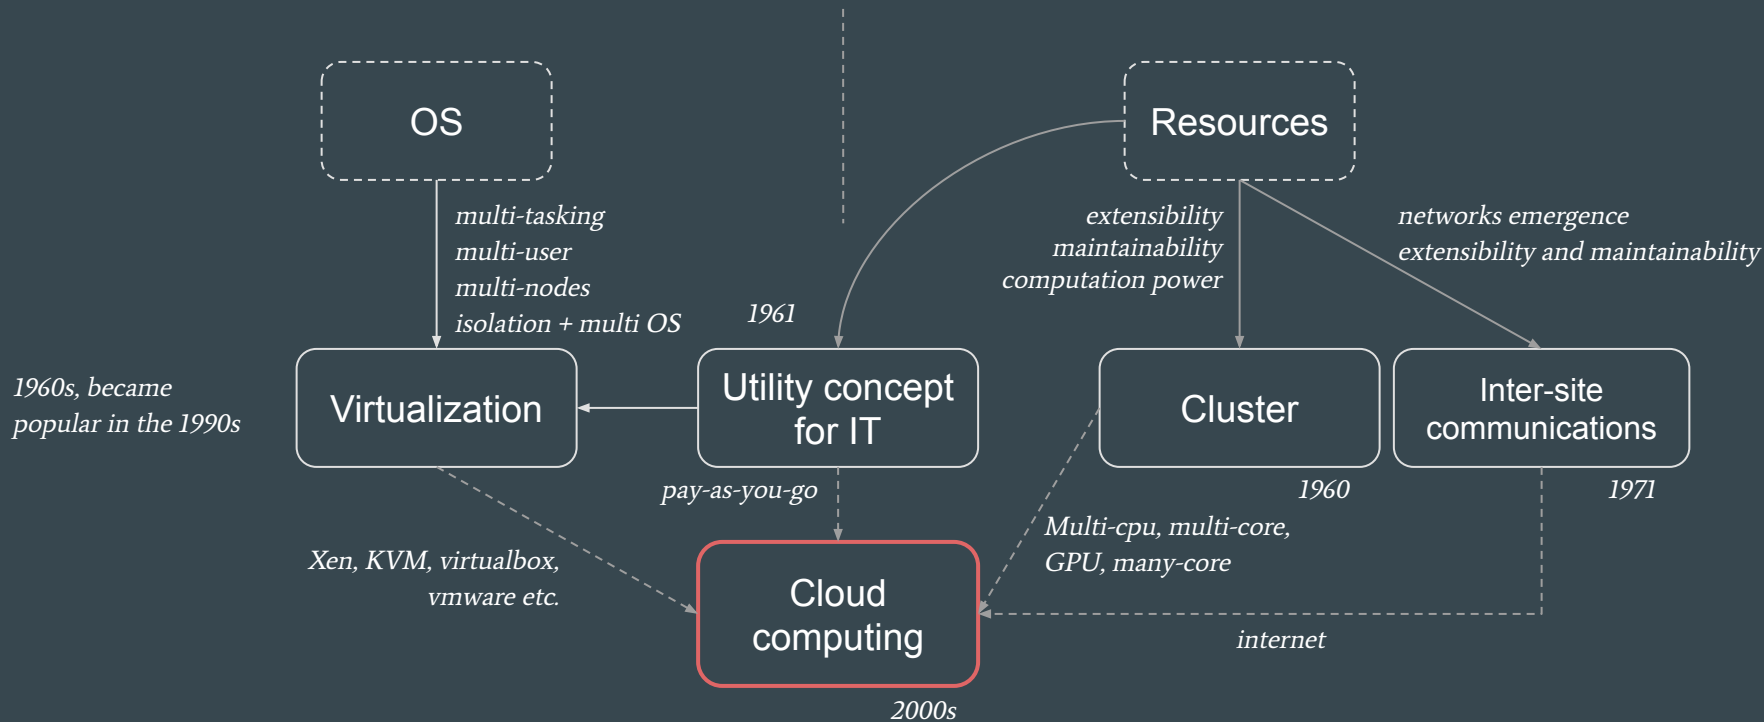 OS
Resources
multi-tasking
multi-user
multi-nodes
isolation + multi OS
extensibility
maintainability
computation power
networks emergence
extensibility and maintainability
1961
1960s, became
popular in the 1990s
Virtualization
Utility concept
for IT
Cluster
Inter-site
communications
pay-as-you-go
1960
1971
Xen, KVM, virtualbox,
vmware etc.
Multi-cpu, multi-core,
GPU, many-core
Cloud
computing
internet
2000s